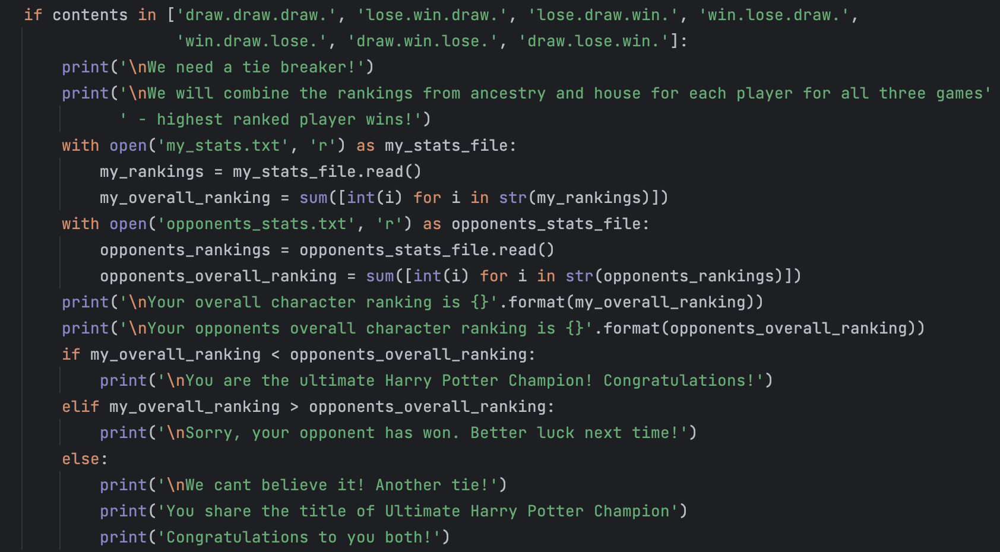 if contents in ['draw.draw.draw.', 'lose.win.draw.', 'lose.draw.win.', 'win.lose.draw.',
                'win.draw.lose.', 'draw.win.lose.', 'draw.lose.win.']:
    print('\nWe need a tie breaker!')
    print('\nWe will combine the rankings from ancestry and house for each player for all three games'
          ' - highest ranked player wins!')
    with open('my_stats.txt', 'r') as my_stats_file:
        my_rankings = my_stats_file.read()
        my_overall_ranking = sum([int(i) for i in str(my_rankings)])
    with open('opponents_stats.txt', 'r') as opponents_stats_file:
        opponents_rankings = opponents_stats_file.read()
        opponents_overall_ranking = sum([int(i) for i in str(opponents_rankings)])
    print('\nYour overall character ranking is {}'.format(my_overall_ranking))
    print('\nYour opponents overall character ranking is {}'.format(opponents_overall_ranking))
    if my_overall_ranking < opponents_overall_ranking:
        print('\nYou are the ultimate Harry Potter Champion! Congratulations!')
    elif my_overall_ranking > opponents_overall_ranking:
        print('\nSorry, your opponent has won. Better luck next time!')
    else:
        print('\nWe cant believe it! Another tie!')
        print('You share the title of Ultimate Harry Potter Champion')
        print('Congratulations to you both!')